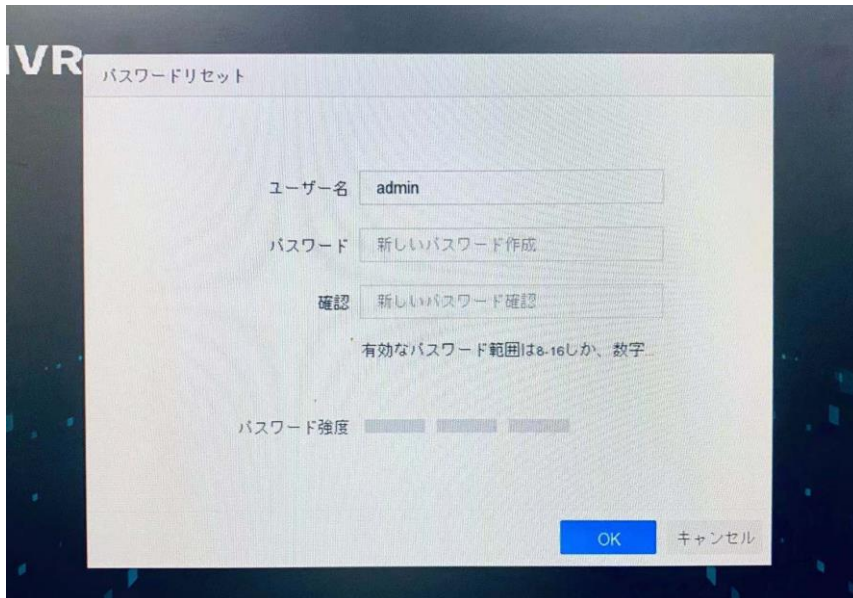 NVR
パスワードリセット
ユーザー名 admin
パスワード 新しいパスワード作成
確認 新しいパスワード確認
有効なパスワード範囲は8-16しか、数字...
パスワード強度
OK キャンセル